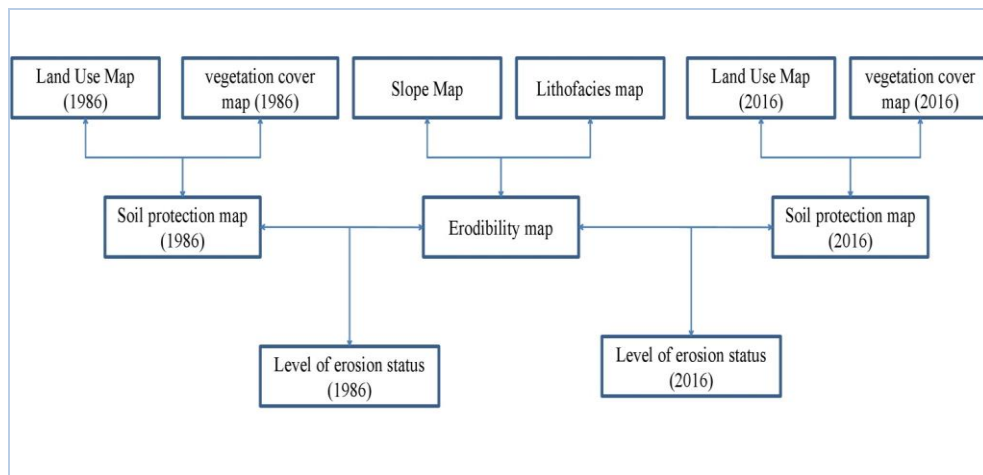 Land Use Map
(1986)
vegetation cover
map (1986)
Slope Map
Lithofacies map
Land Use Map
(2016)
vegetation cover
map (2016)
Soil protection map
(1986)
Erodibility map
Soil protection map
(2016)
Level of erosion status
(1986)
Level of erosion status
(2016)